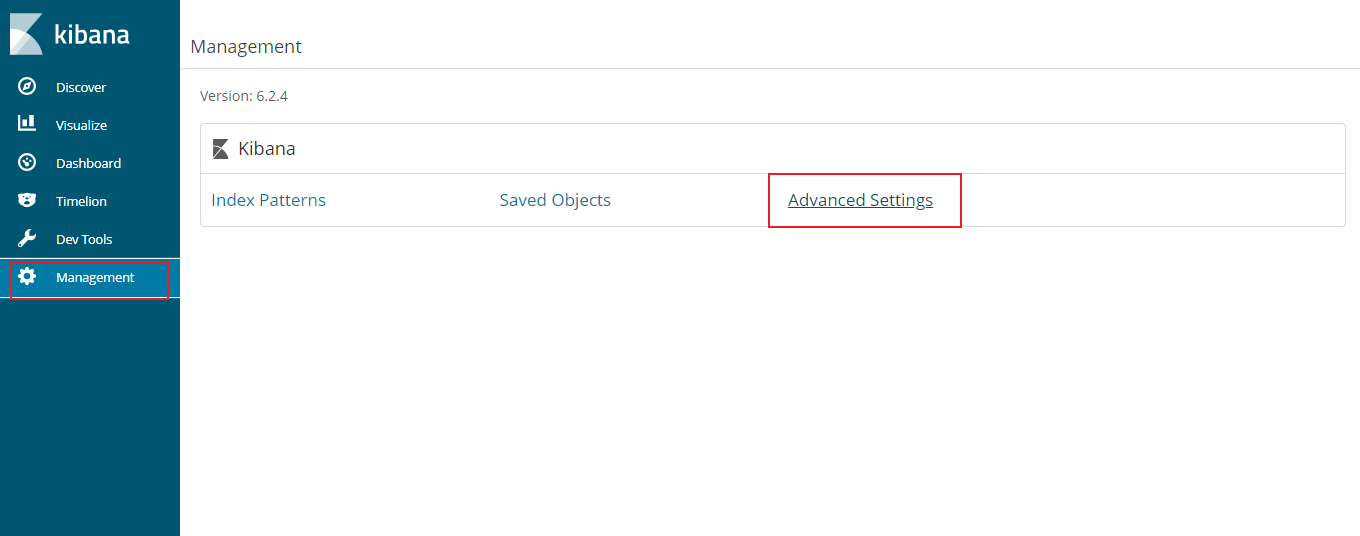 kibana
Discover
Visualize
Dashboard
Timelion
Dev Tools
Management
Management
Version: 6.2.4
Kibana
Index Patterns Saved Objects Advanced Settings